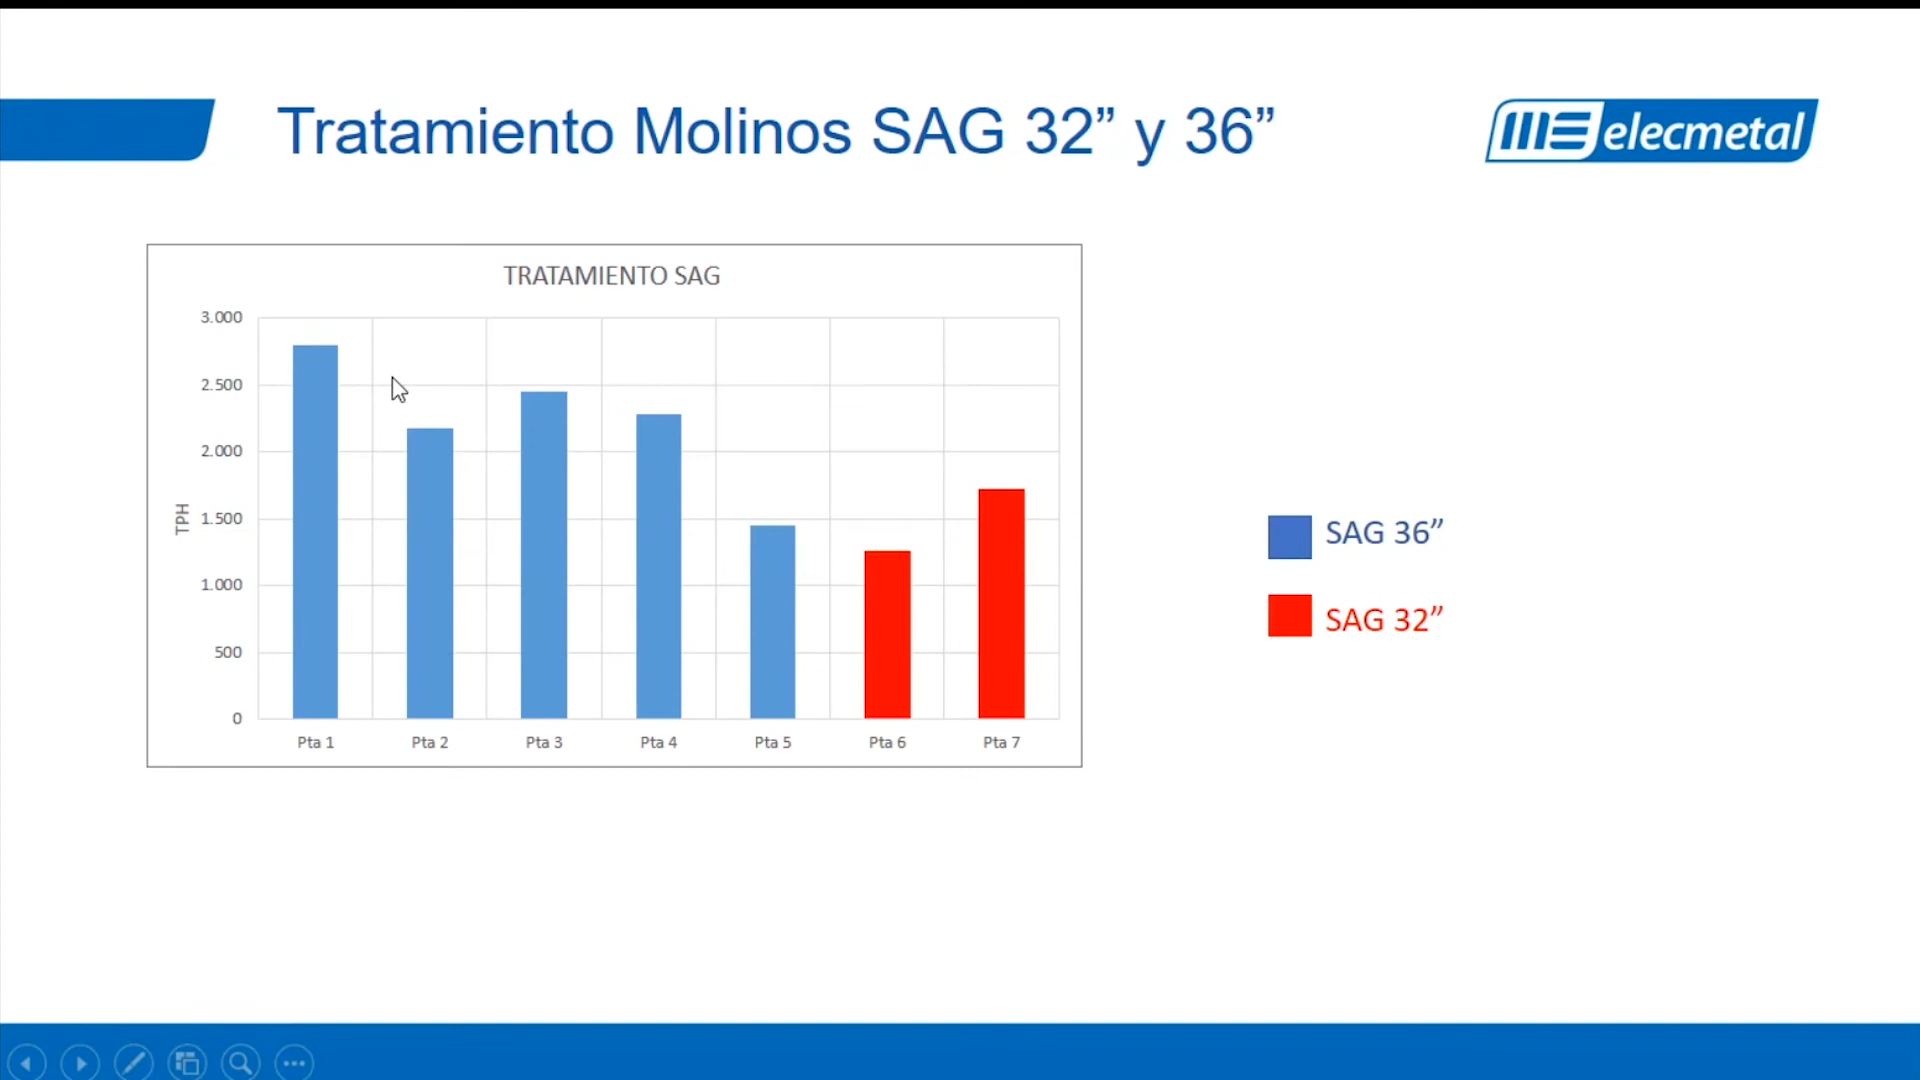 Tratamiento Molinos SAG 32” y 36”
ME elecmetal
TRATAMIENTO SAG
3.000
2.500
2.000
1.500
1.000
500
0
TPH
Pta 1 Pta 2 Pta 3 Pta 4 Pta 5 Pta 6 Pta 7
SAG 36”
SAG 32”